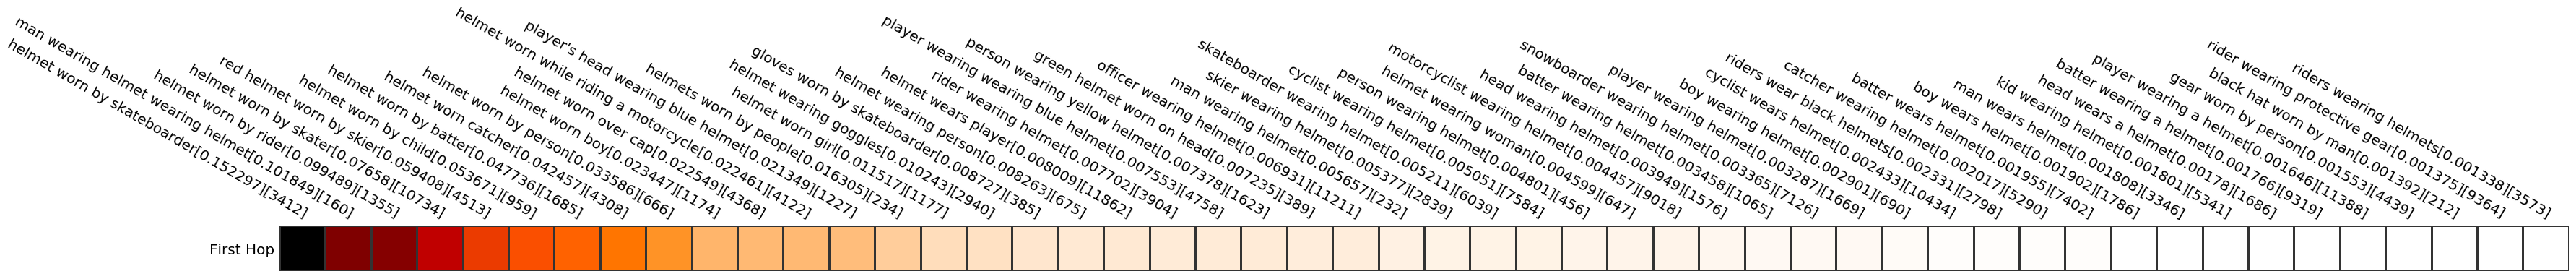 helmet worn by skateboarder[0.152297][3412]
man wearing helmet wearing helmet[0.101849][160]
helmet worn by rider[0.099489][1355]
helmet worn by skater[0.07658][10734]
red helmet worn by skier[0.059408][4513]
helmet worn by child[0.053671][959]
helmet worn by batter[0.047736][1685]
helmet worn catcher[0.042457][4308]
helmet worn by person[0.033586][666]
helmet worn boy[0.023447][1174]
helmet worn over cap[0.022549][4368]
helmet worn while riding a motorcycle[0.022461][4122]
player's head wearing blue helmet[0.021349][1227]
helmets worn by people[0.016305][234]
helmet worn girl[0.011517][1177]
helmet wearing goggles[0.010243][2940]
gloves worn by skateboarder[0.008727][385]
helmet wearing person[0.008263][675]
helmet wears player[0.008009][1862]
rider wearing helmet[0.007702][3904]
player wearing blue helmet[0.007553][4758]
person wearing yellow helmet[0.007378][1623]
green helmet worn on head[0.007235][389]
officer wearing helmet[0.006931][1211]
man wearing helmet[0.005657][232]
skier wearing helmet[0.005377][2839]
skateboarder wearing helmet[0.005211][6039]
cyclist wearing helmet[0.005051][7584]
person wearing helmet[0.004801][456]
helmet wearing woman[0.004599][647]
motorcyclist wearing helmet[0.004457][9018]
head wearing helmet[0.003949][1576]
batter wearing helmet[0.003458][1065]
snowboarder wearing helmet[0.003365][7126]
player wearing helmet[0.003287][1669]
boy wearing helmet[0.002901][690]
cyclist wears helmet[0.002433][10434]
riders wear black helmets[0.002331][2798]
catcher wearing helmet[0.002017][5290]
batter wears helmet[0.001955][7402]
boy wears helmet[0.001902][1786]
man wears helmet[0.001808][3346]
kid wearing helmet[0.001801][5341]
head wears a helmet[0.00178][1686]
batter wearing a helmet[0.001766][9319]
player wearing a helmet[0.001646][11388]
gear worn by person[0.001553][4439]
black hat worn by man[0.001392][212]
rider wearing protective gear[0.001375][9364]
riders wearing helmets[0.001338][3573]
First Hop